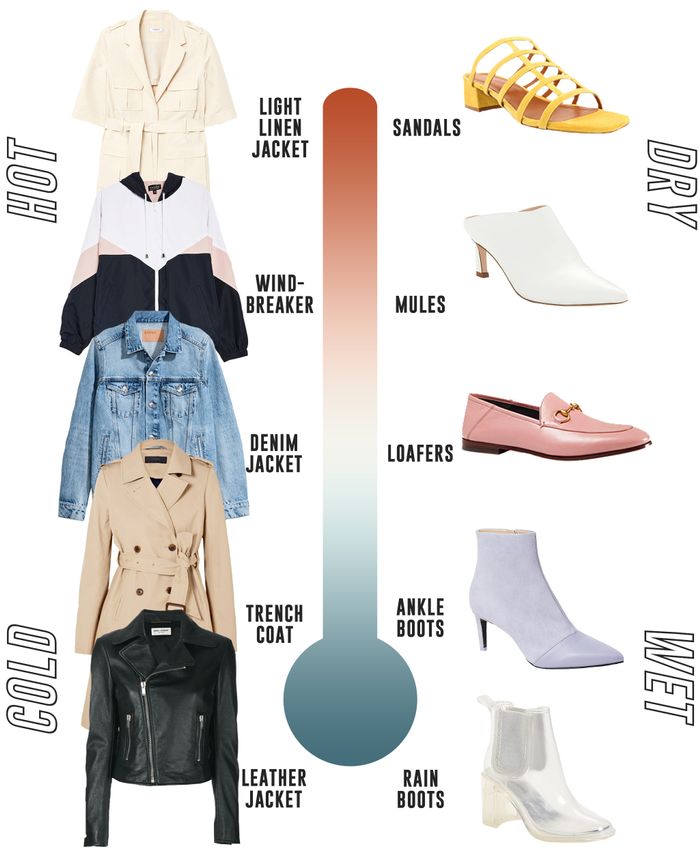 HOT
DRY
LIGHT
LINEN
JACKET
SANDALS
WIND-
BREAKER
MULES
DENIM
JACKET
LOAFERS
TRENCH
COAT
ANKLE
BOOTS
COLD
WET
LEATHER
JACKET
RAIN
BOOTS